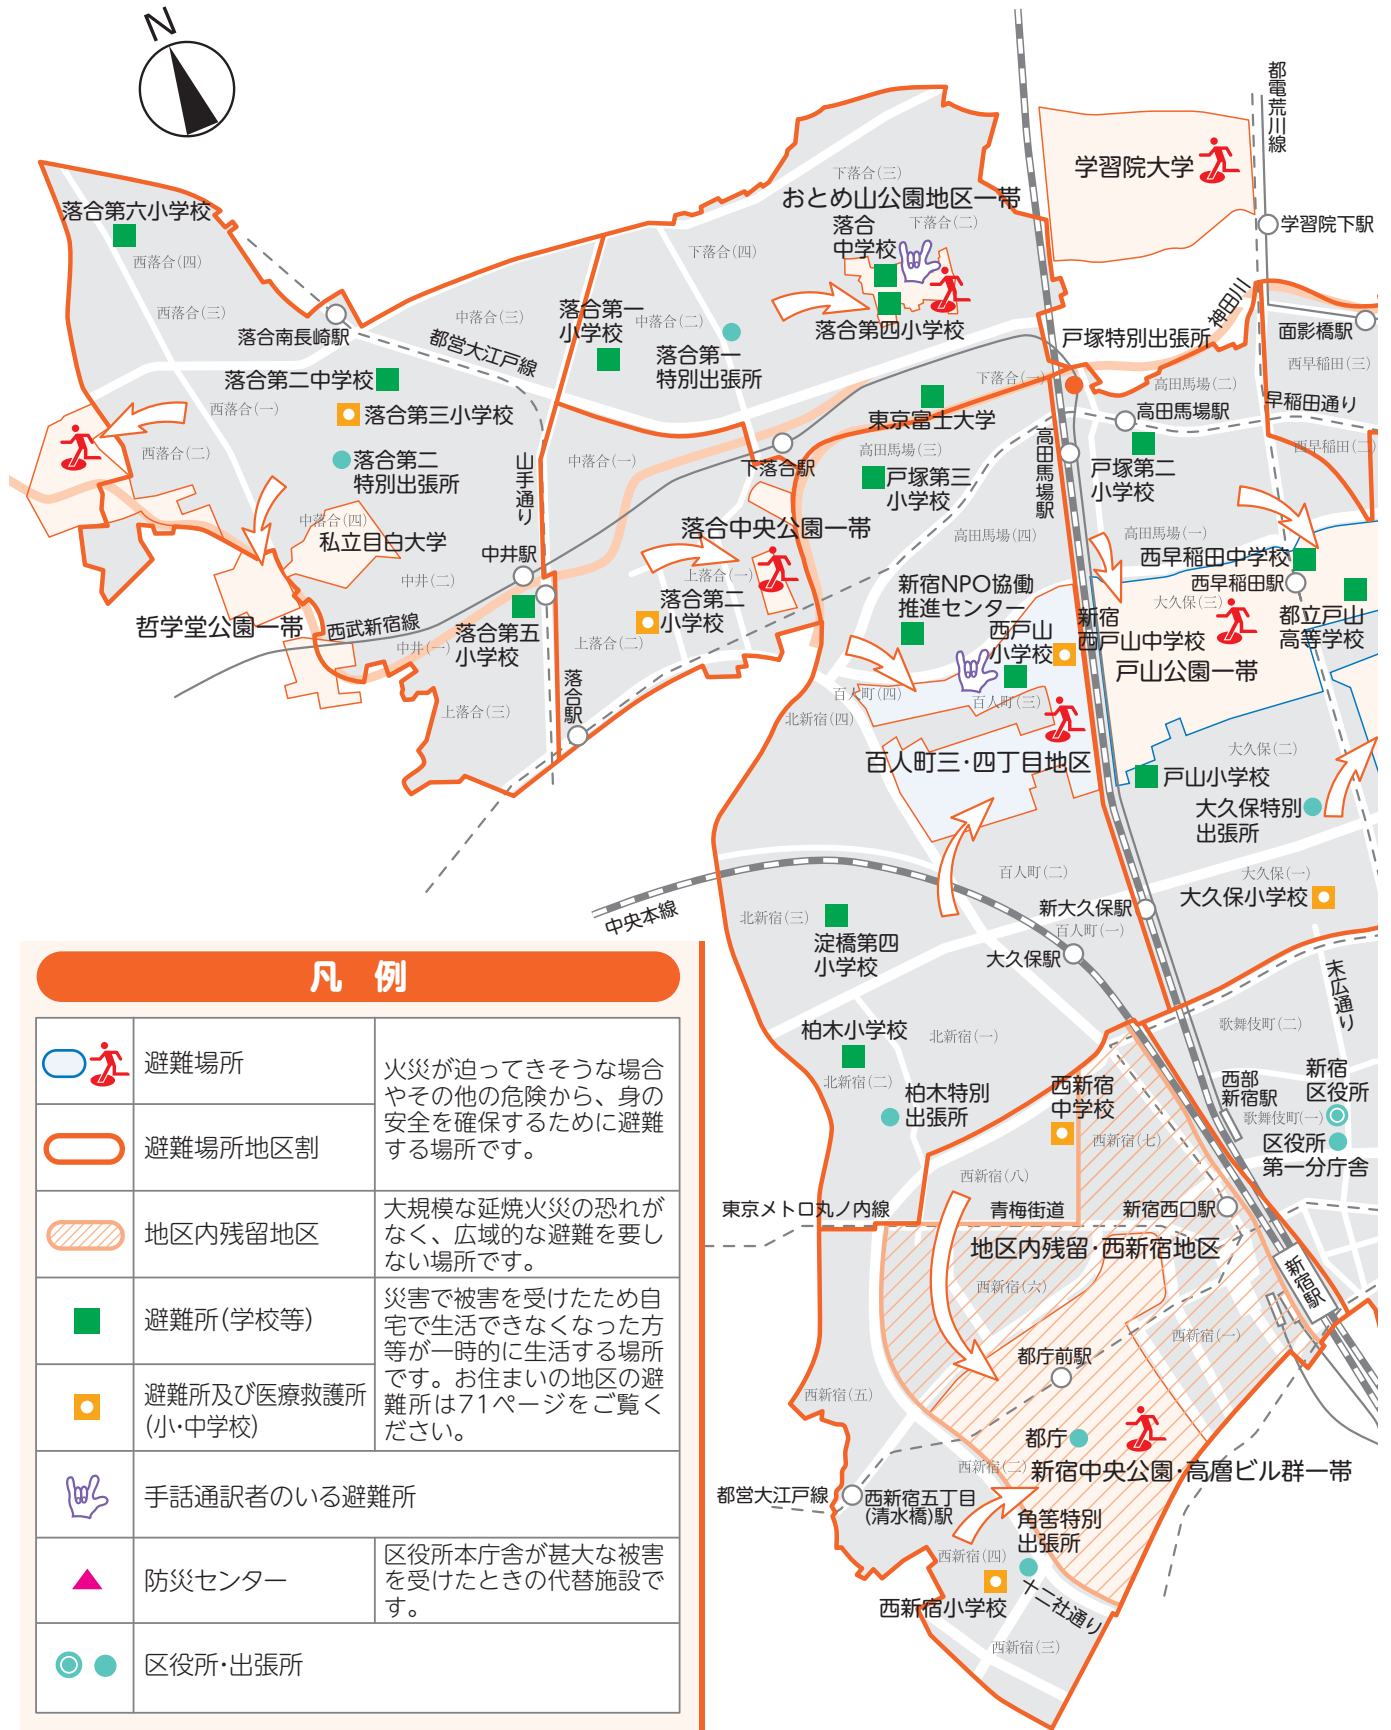 N
都電荒川線
学習院大学
学習院下駅
下落合(三)
おとめ山公園地区一帯
落合
中学校
下落合(二)
落合第六小学校
西落合(四)
下落合(四)
西落合(三)
落合南長崎駅
中落合(三)
都営大江戸線
落合第一
小学校
中落合(二)
落合第一
特別出張所
落合第四小学校
戸塚特別出張所
神田川
面影橋駅
西早稲田(三)
落合第二中学校
西落合(一)
落合第三小学校
下落合(一)
高田馬場(二)
早稲田通り
東京富士大学
高田馬場駅
高田馬場駅
西落合(二)
落合第二
特別出張所
山手通り
中落合(一)
下落合駅
高田馬場(三)
戸塚第三
小学校
戸塚第二
小学校
西早稲田(二)
中落合(四)
私立目白大学
中井駅
中井(二)
落合中央公園一帯
上落合(一)
高田馬場(四)
高田馬場(一)
西早稲田中学校
西早稲田駅
新宿NPO協働
推進センター
大久保(三)
都立戸山
高等学校
哲学堂公園一帯
西武新宿線
中井(一)
落合第五
小学校
落合第二
小学校
上落合(二)
西戸山
小学校
新宿
西戸山中学校
戸山公園一帯
上落合(三)
落合駅
百人町(四)
北新宿(四)
百人町(三)
百人町三・四丁目地区
大久保(二)
戸山小学校
大久保特別
出張所
百人町(二)
大久保(一)
大久保小学校
中央本線
北新宿(三)
淀橋第四
小学校
新大久保駅
百人町(一)
大久保駅
末広通り
歌舞伎町(二)
柏木小学校
北新宿(一)
北新宿(二)
柏木特別
出張所
西新宿
中学校
西新宿(七)
西部
新宿駅
新宿
区役所
歌舞伎町(一)
区役所
第一分庁舎
西新宿(八)
東京メトロ丸ノ内線
青梅街道
新宿西口駅
地区内残留・西新宿地区
西新宿(六)
新宿駅
西新宿(一)
都庁前駅
西新宿(五)
都庁
西新宿(二)
新宿中央公園・高層ビル群一帯
都営大江戸線
西新宿五丁目
(清水橋)駅
角筈特別
出張所
西新宿(四)
西新宿小学校
十二社通り
西新宿(三)
凡 例
避難場所
避難場所地区割
火災が迫ってきそうな場合
やその他の危険から、身の
安全を確保するために避難
する場所です。
地区内残留地区
大規模な延焼火災の恐れが
なく、広域的な避難を要し
ない場所です。
避難所(学校等)
避難所及び医療救護所
(小・中学校)
災害で被害を受けたため自
宅で生活できなくなった方
等が一時的に生活する場所
です。お住まいの地区の避
難所は71ページをご覧く
ださい。
手話通訳者のいる避難所
防災センター
区役所本庁舎が甚大な被害
を受けたときの代替施設で
す。
区役所・出張所